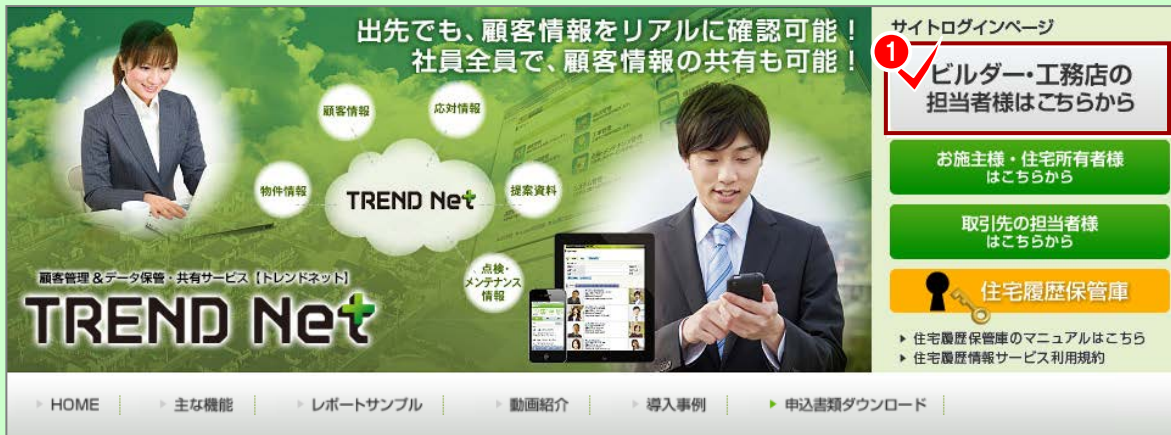 出先でも、顧客情報をリアルに確認可能！
社員全員で、顧客情報の共有も可能！
顧客情報
応対情報
物件情報
TREND Net
提案資料
点検・
メンテナンス
情報
顧客管理＆データ保管・共有サービス【トレンドネット】
TREND Net
サイトログインページ
1
ビルダー・工務店の
担当者様はこちらから
お施主様・住宅所有者様
はこちらから
取引先の担当者様
はこちらから
住宅履歴保管庫
住宅履歴保管庫のマニュアルはこちら
住宅履歴情報サービス利用規約
HOME 主な機能 レポートサンプル 動画紹介 導入事例 申込書類ダウンロード